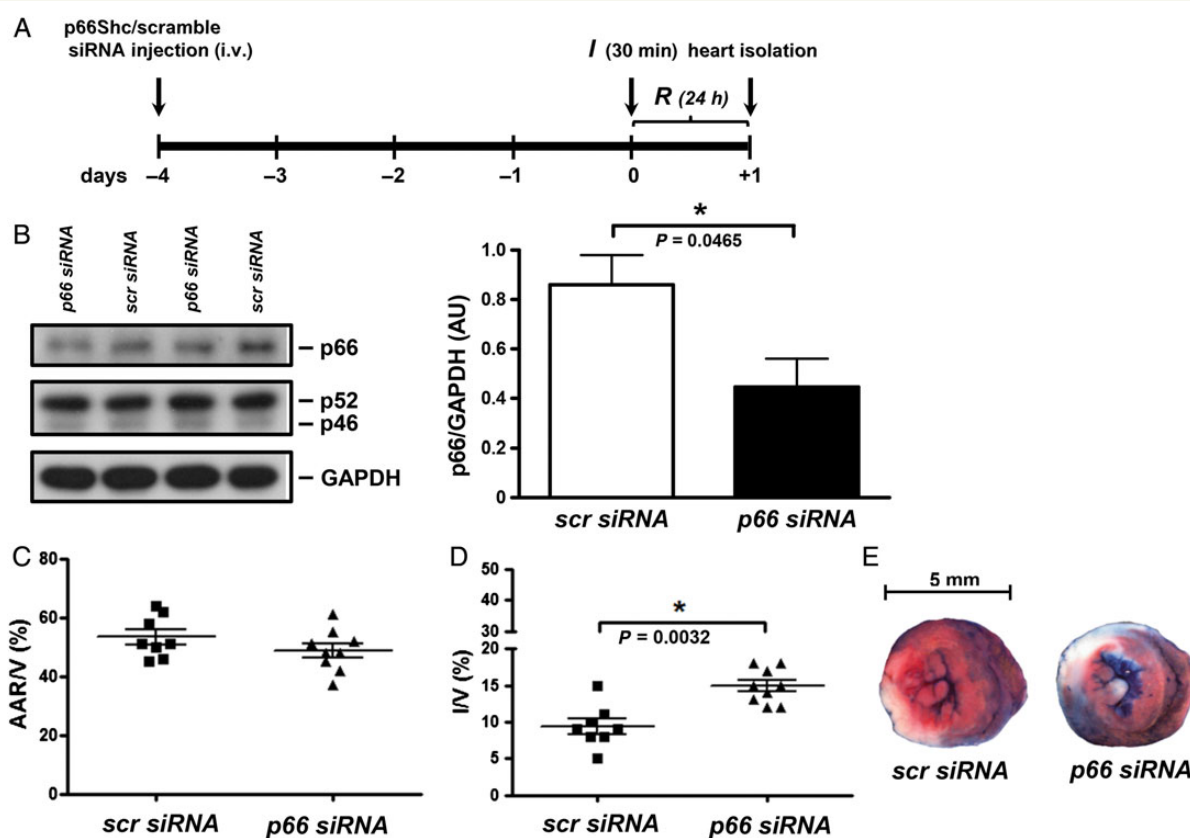 A
p66Shc/scramble
siRNA injection (i.v.)
I (30 min) heart isolation
R (24 h)
days –4 –3 –2 –1 0 +1
B
p66 siRNA
scr siRNA
p66 siRNA
scr siRNA
– p66
– p52
– p46
– GAPDH
*
P = 0.0465
p66/GAPDH (AU)
1.0
0.8
0.6
0.4
0.2
0
scr siRNA p66 siRNA
C
AAR/V (%)
80
60
40
20
0
scr siRNA p66 siRNA
D
I/V (%)
50
40
30
20
15
10
5
0
*
P = 0.0032
scr siRNA p66 siRNA
E
5 mm
scr siRNA p66 siRNA